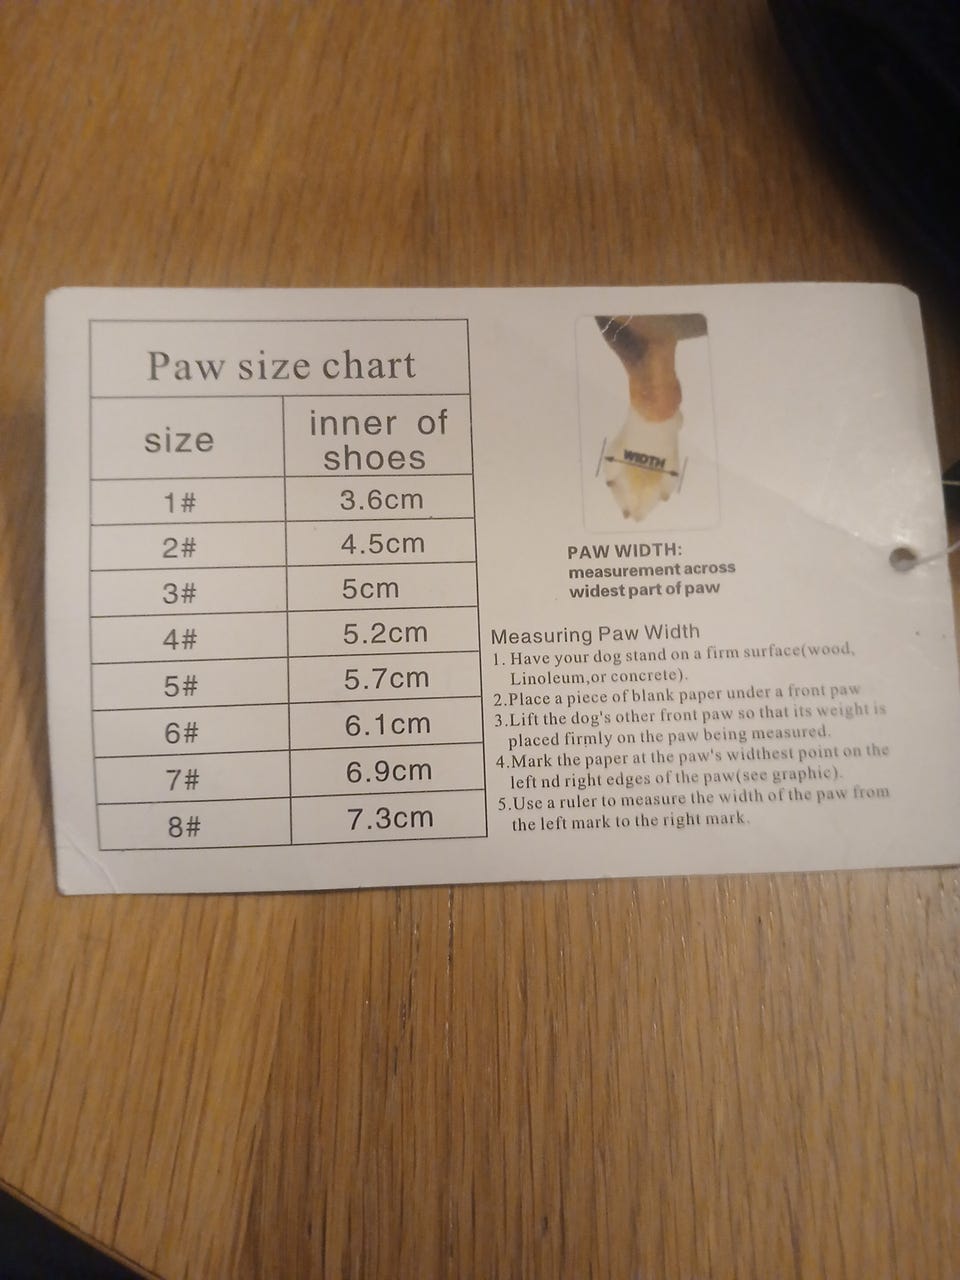 Paw size chart
size inner of shoes
1# 3.6cm
2# 4.5cm
3# 5cm
4# 5.2cm
5# 5.7cm
6# 6.1cm
7# 6.9cm
8# 7.3cm
WIDTH
PAW WIDTH:
measurement across
widest part of paw
Measuring Paw Width
1. Have your dog stand on a firm surface(wood,
Linoleum,or concrete).
2.Place a piece of blank paper under a front paw
3.Lift the dog's other front paw so that its weight is
placed firmly on the paw being measured.
4.Mark the paper at the paw's widthest point on the
left nd right edges of the paw(see graphic).
5.Use a ruler to measure the width of the paw from
the left mark to the right mark.